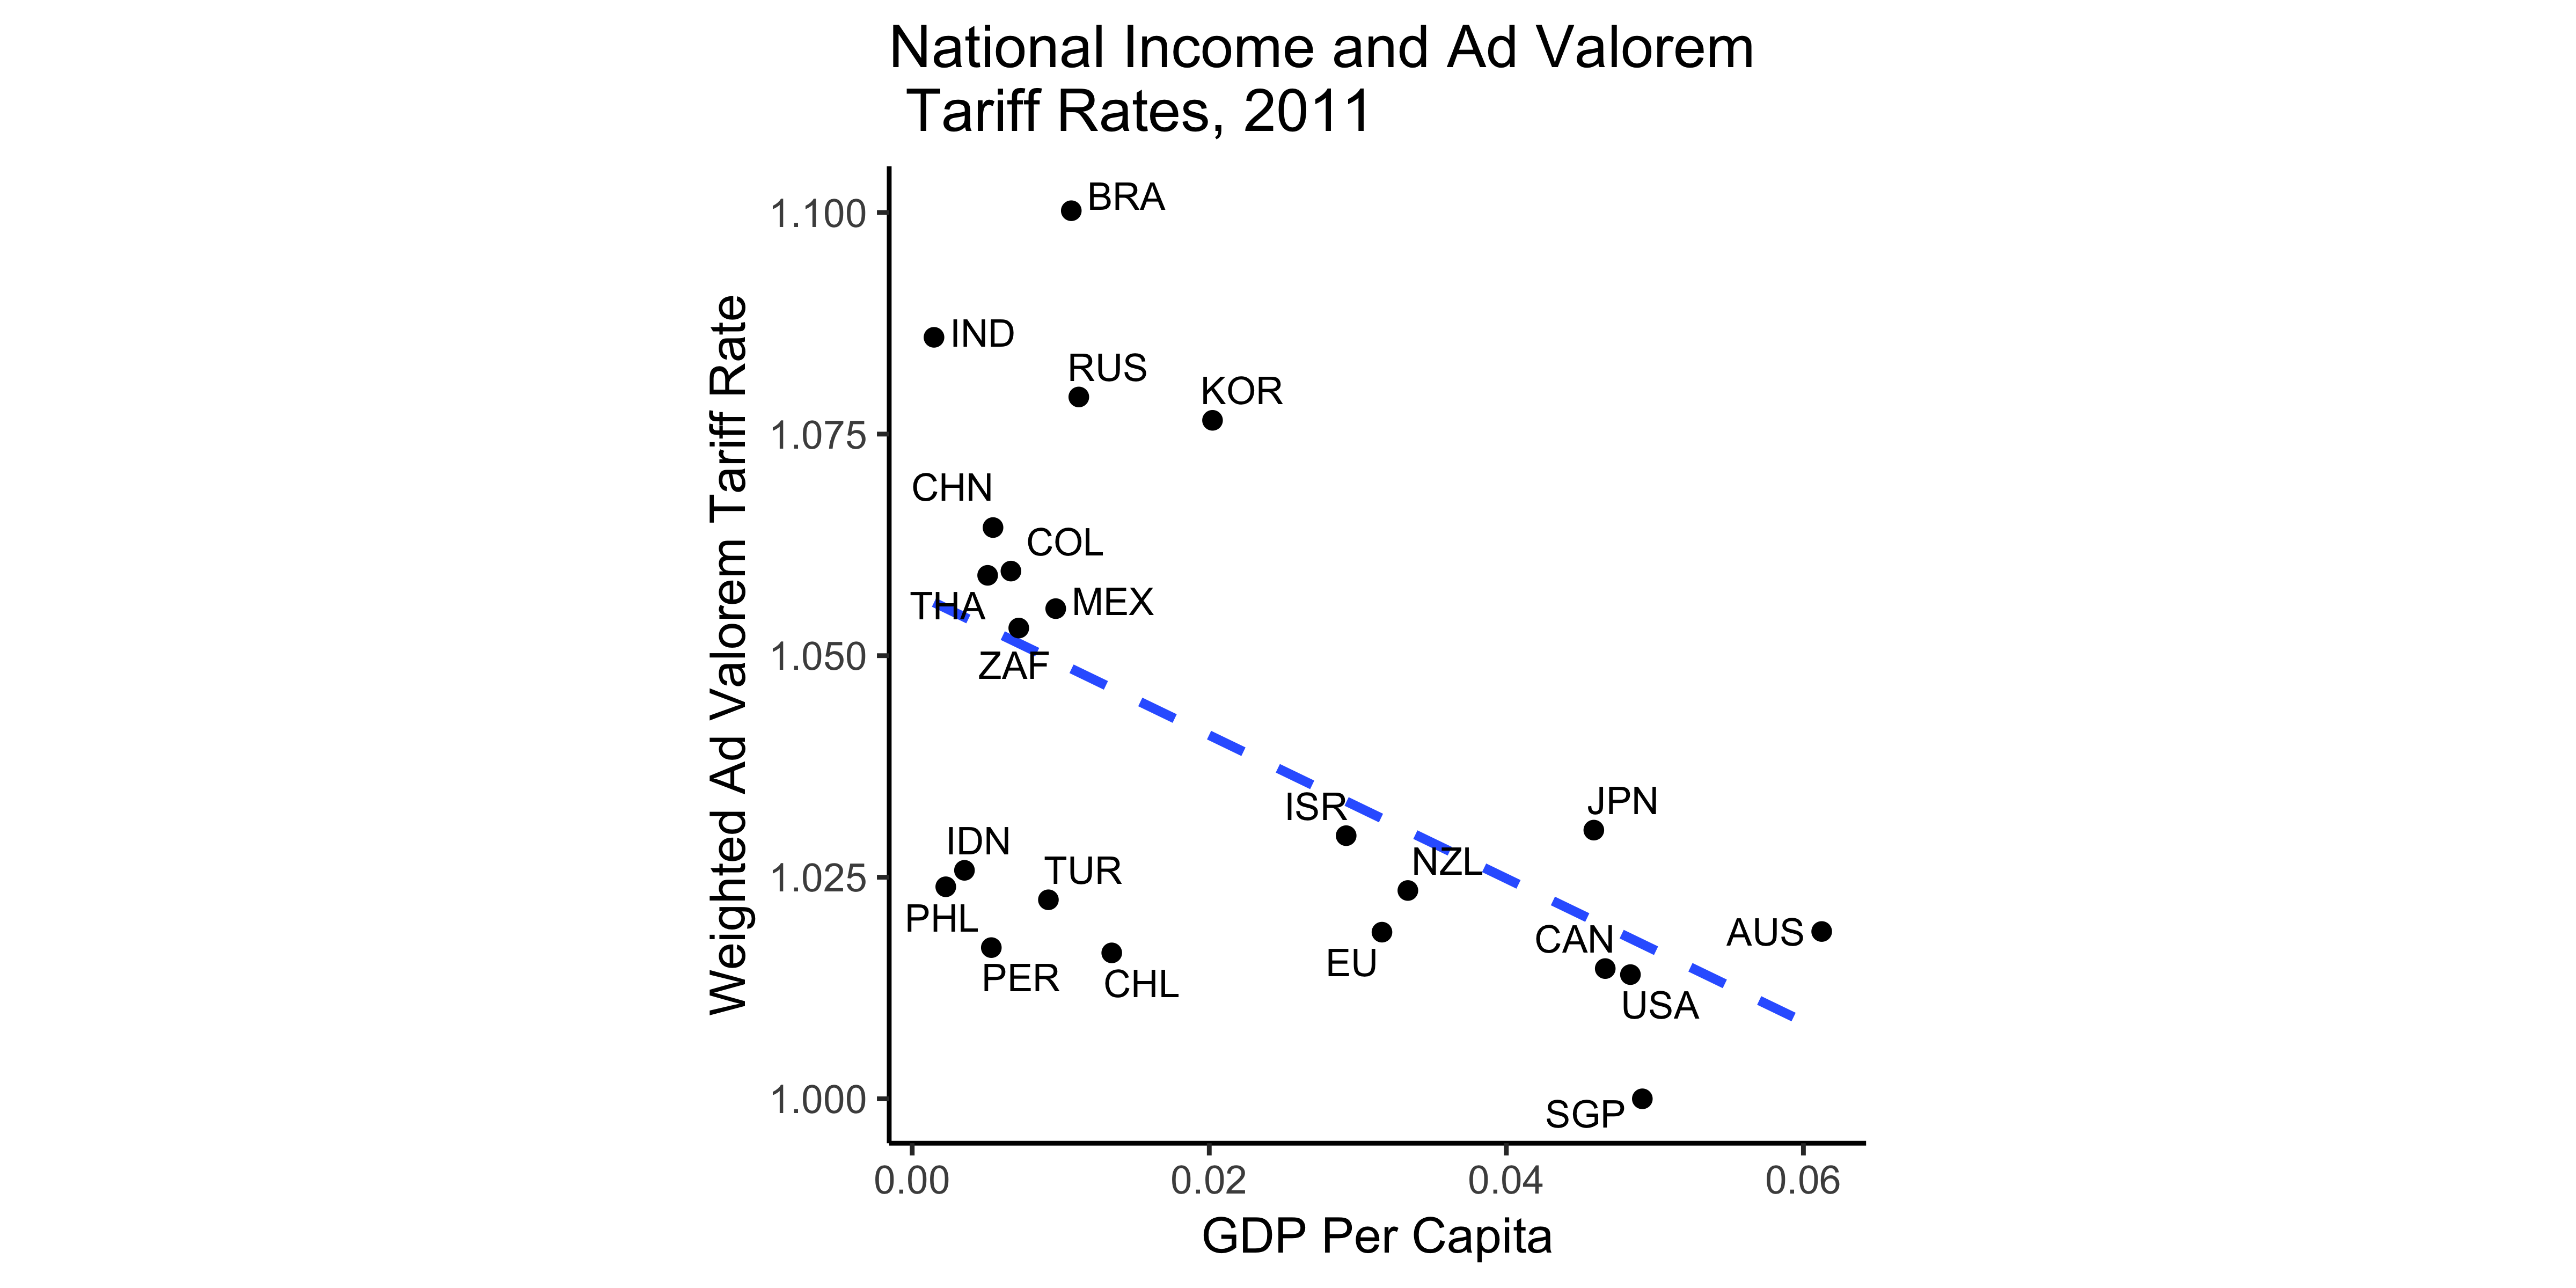 National Income and Ad Valorem
Tariff Rates, 2011
Weighted Ad Valorem Tariff Rate
1.100
1.075
1.050
1.025
1.000
BRA
IND
RUS
KOR
CHN
COL
THA
MEX
ZAF
ISR
JPN
IDN
TUR
NZL
PHL
AUS
CAN
EU
PER
CHL
USA
SGP
0.00 0.02 0.04 0.06
GDP Per Capita